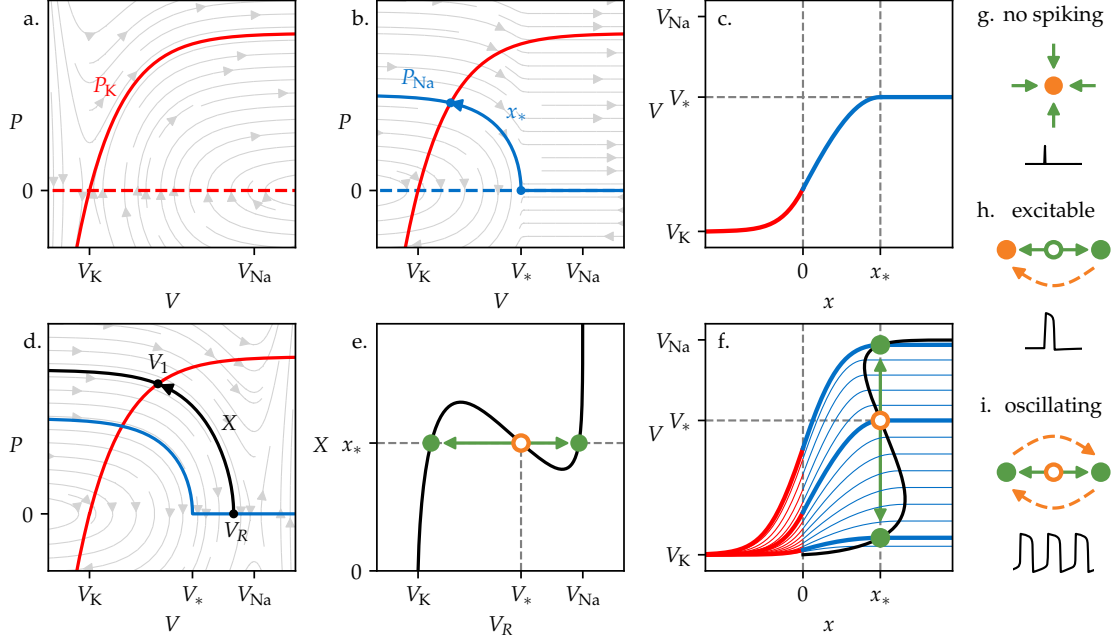 a.
P_K
P
0
V_K
V_Na
V
b.
P_Na
x_*
P
0
V_K
V_*
V_Na
V
c.
V_Na
V_*
V
V_K
0
x_*
x
g. no spiking
h. excitable
i. oscillating
d.
V_1
X
V_R
P
0
V_K
V_*
V_Na
V
e.
X
x_*
0
V_K
V_*
V_Na
V_R
f.
V_Na
V_*
V
V_K
0
x_*
x